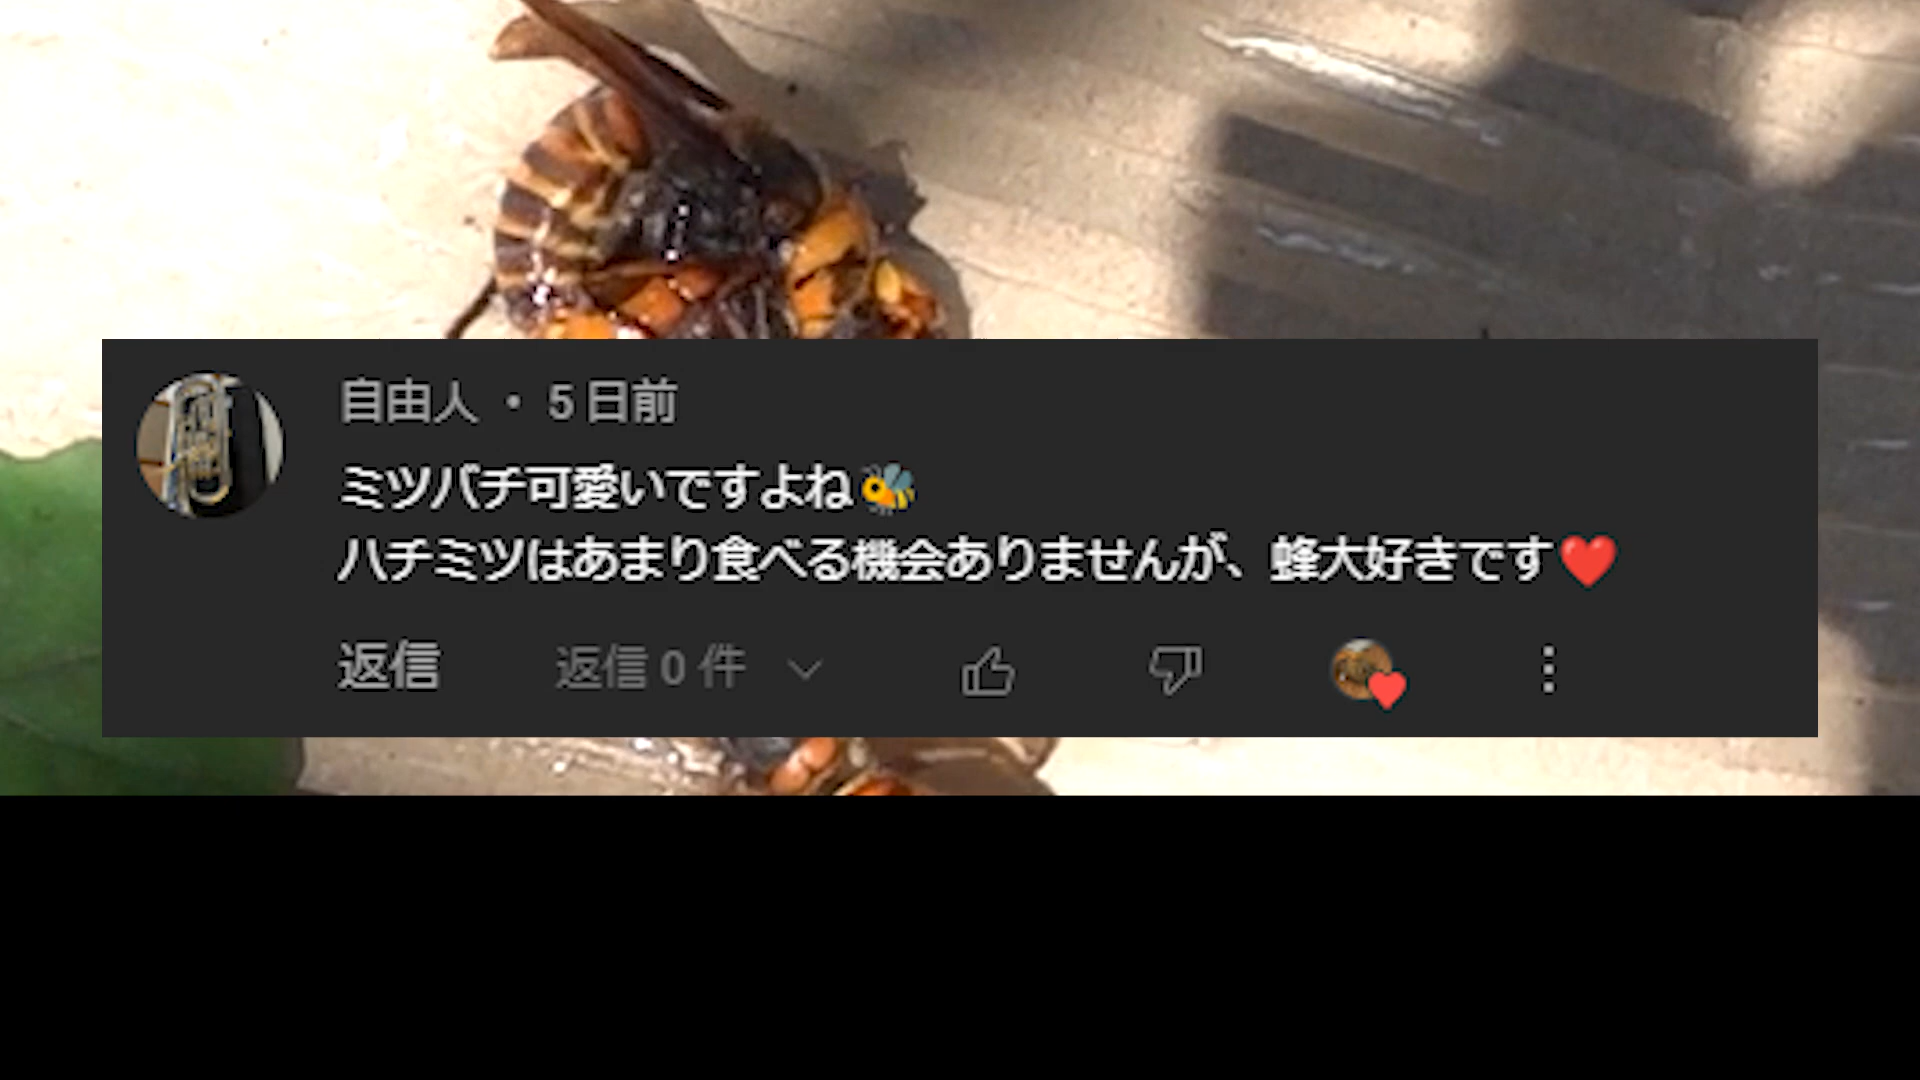 自由人 • 5 日前
ミツバチ可愛いですよね🐝
ハチミツはあまり食べる機会ありませんが、蜂大好きです❤️
返信 返信 0 件